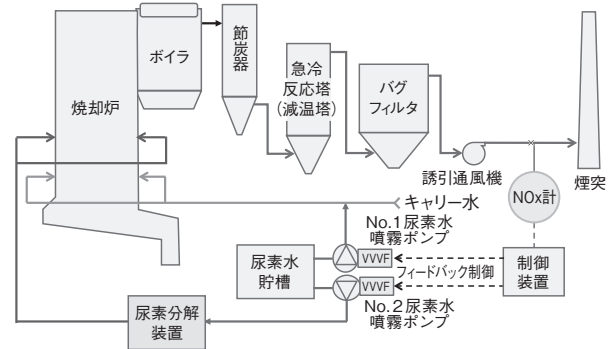 ボイラ
節炭器
急冷
反応塔
(減温塔)
バグ
フィルタ
焼却炉
誘引通風機
NOx計
煙突
キャリー水
No.1尿素水
噴霧ポンプ
尿素水
貯槽
VVVF
フィードバック制御
VVVF
制御
装置
No.2尿素水
噴霧ポンプ
尿素分解
装置